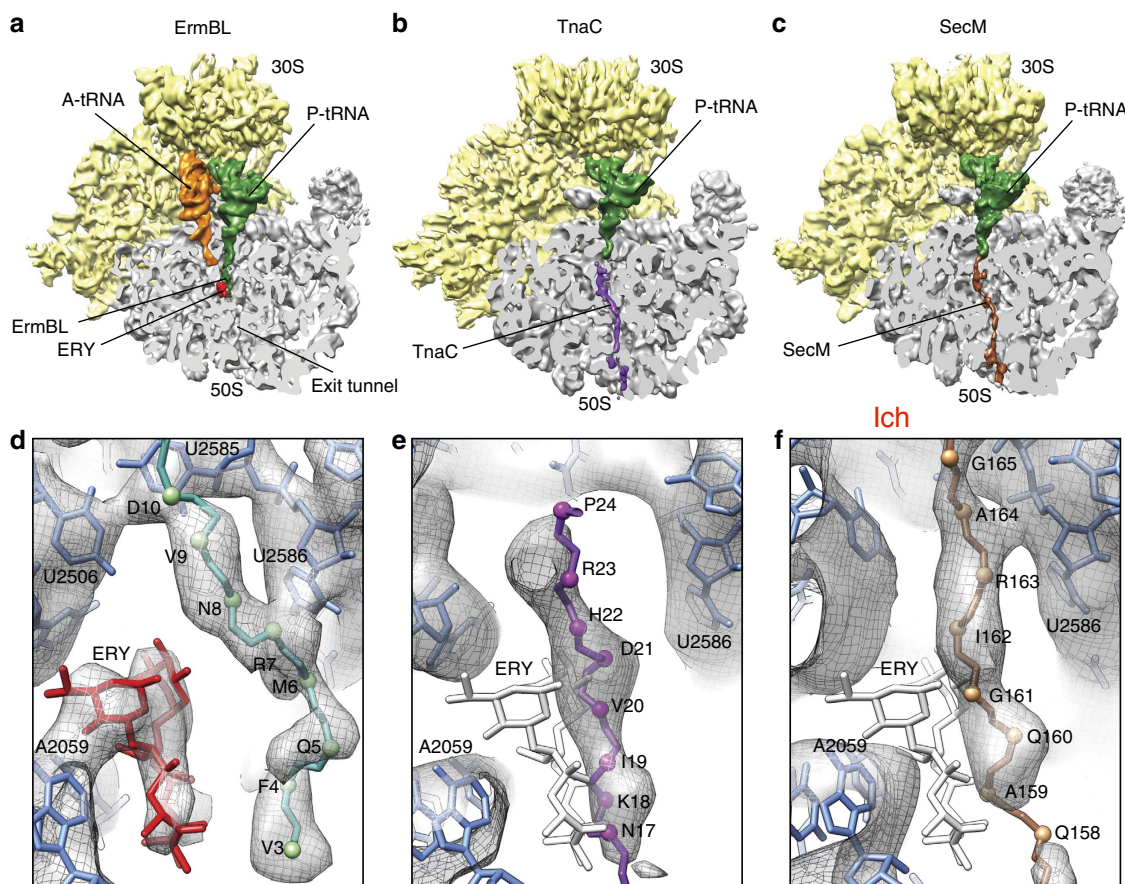 a
ErmBL
30S
A-tRNA
P-tRNA
ErmBL
ERY
Exit tunnel
50S
b
TnaC
30S
P-tRNA
TnaC
50S
c
SecM
30S
P-tRNA
SecM
50S
Ich
d
U2585
D10
V9
U2586
U2506
N8
ERY
R7
M6
Q5
A2059
F4
V3
e
P24
R23
H22
U2586
D21
ERY
V20
A2059
I19
K18
N17
f
G165
A164
R163
I162
U2586
ERY
G161
Q160
A2059
A159
Q158